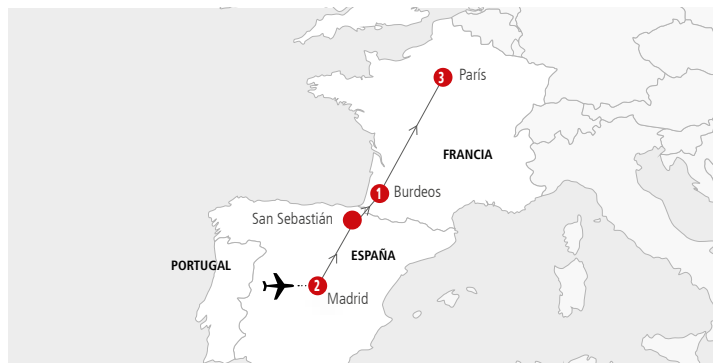 3 París
FRANCIA
1 Burdeos
San Sebastián
ESPAÑA
PORTUGAL
2
Madrid